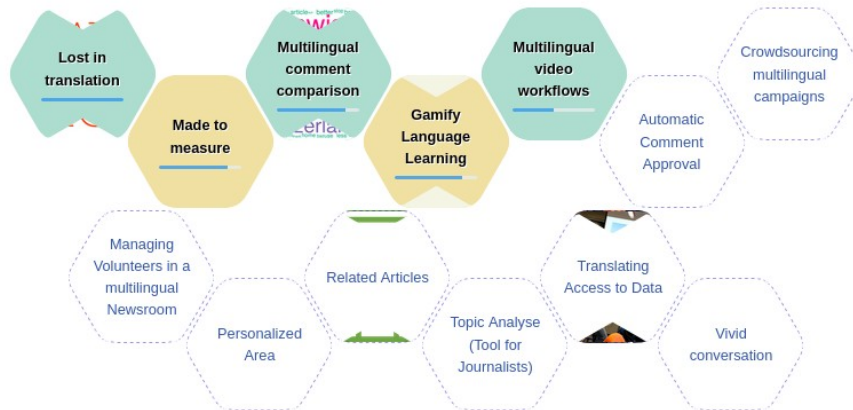 Lost in
translation
Made to
measure
article
Multilingual
comment
comparison
Gamify
Language
Learning
Multilingual
video
workflows
Automatic
Comment
Approval
Crowdsourcing
multilingual
campaigns
Managing
Volunteers in a
multilingual
Newsroom
Personalized
Area
Related Articles
Topic Analyse
(Tool for
Journalists)
Translating
Access to Data
Vivid
conversation